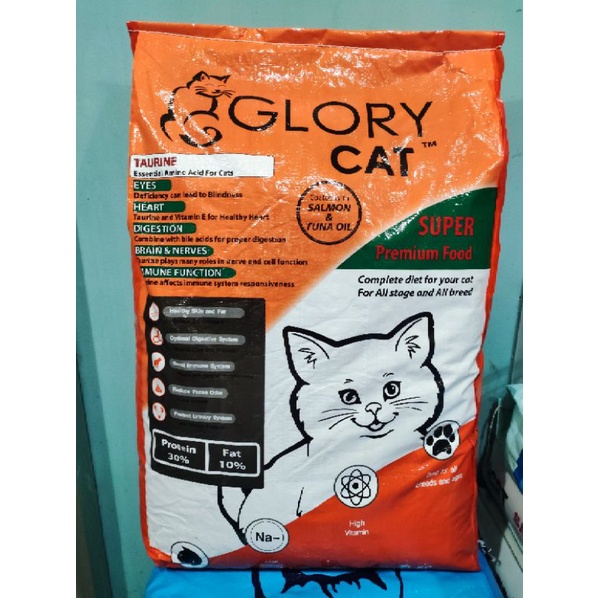 GLORY
CAT™
TAURINE
Essential Amino Acid For Cats
EYES
Deficiency can lead to Blindness
HEART
Taurine and Vitamin E for Healthy Heart
DIGESTION
Combine with bile acids for proper digestion
BRAIN & NERVES
plays many roles in nerve and cell function
IMMUNE FUNCTION
affects immune system responsiveness
SALMON
&
TUNA OIL
SUPER
Premium Food
Complete diet for your cat
For All stage and All breed
Healthy Skin and Fur
Optimal Digestive System
Immune System
Reduce Feces Odor
Protect Urinary System
Protein
30%
Fat
10%
breeds and ages
High
Vitamin
Na-